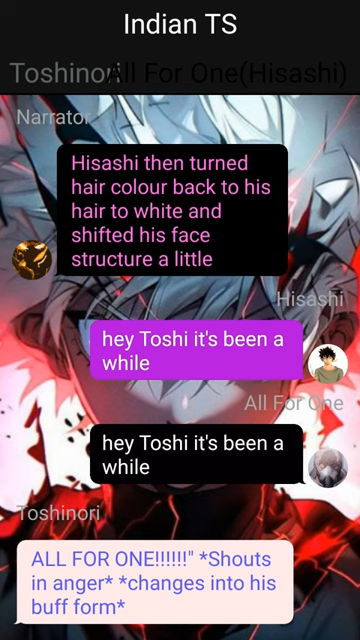 Indian TS
Toshinori
All For One(Hisashi)
Narrator
Hisashi then turned
hair colour back to his
hair to white and
shifted his face
structure a little
Hisashi
hey Toshi it's been a
while
All For One
hey Toshi it's been a
while
Toshinori
ALL FOR ONE!!!!!!" *Shouts
in anger* *changes into his
buff form*